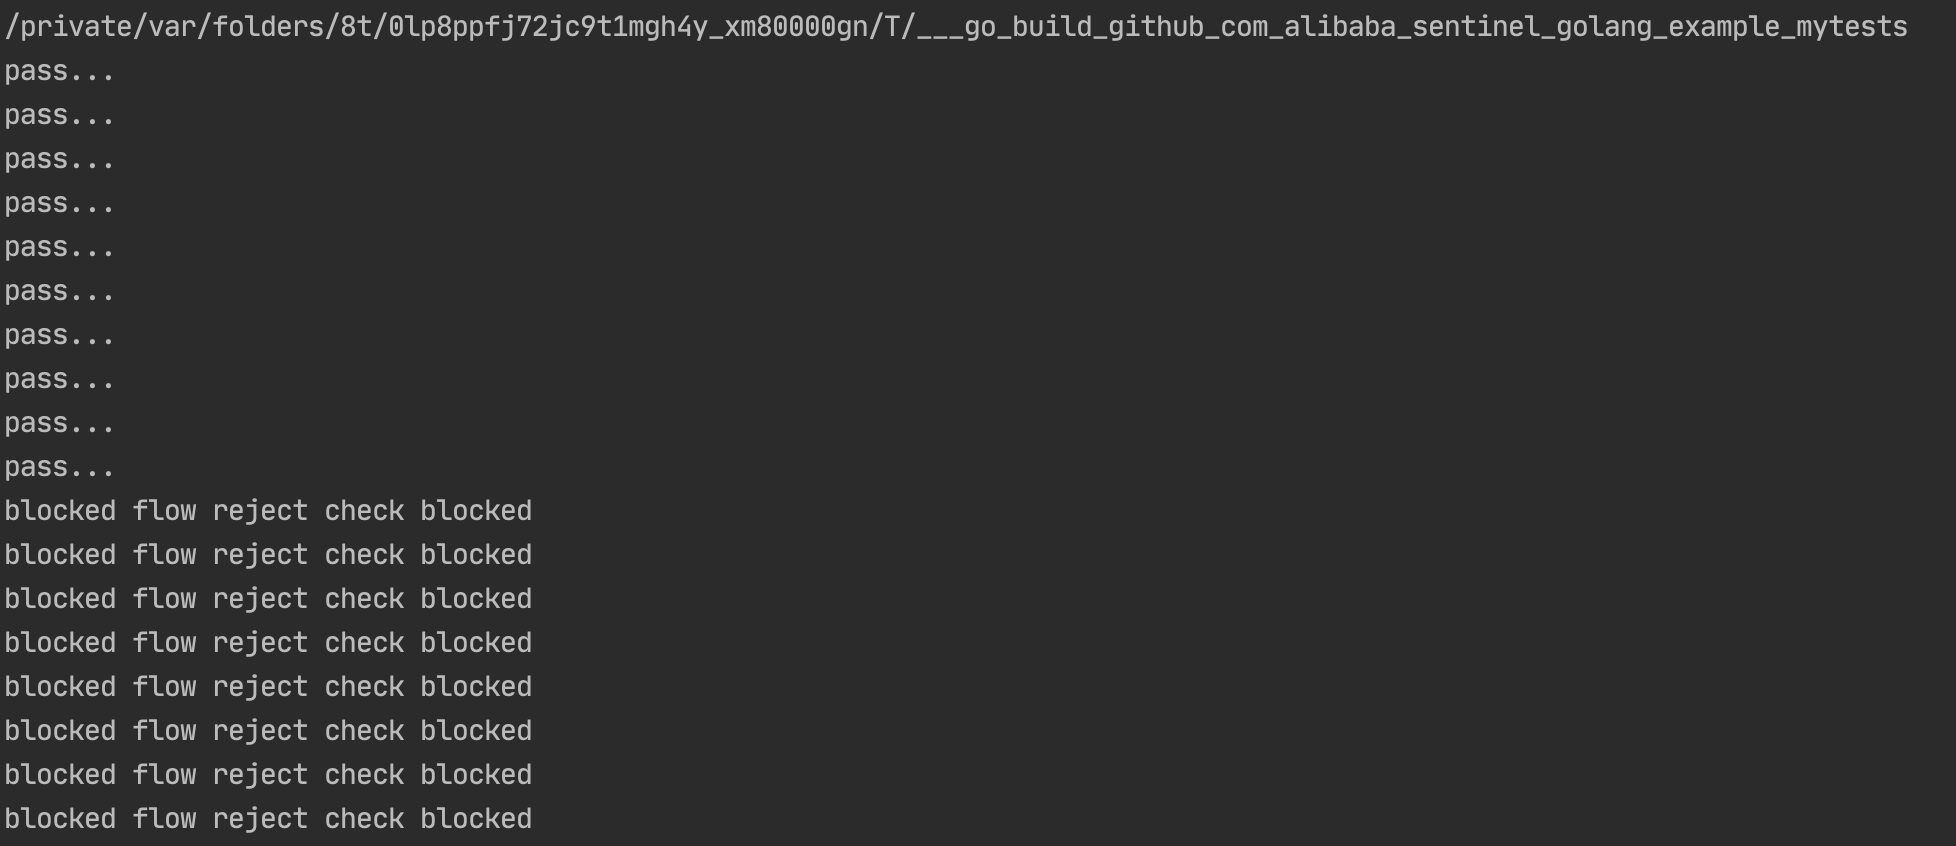 /private/var/folders/8t/0lp8ppfj72jc9t1mgh4y_xm80000gn/T/___go_build_github_com_alibaba_sentinel_golang_example_mytests
pass...
pass...
pass...
pass...
pass...
pass...
pass...
pass...
pass...
pass...
blocked flow reject check blocked
blocked flow reject check blocked
blocked flow reject check blocked
blocked flow reject check blocked
blocked flow reject check blocked
blocked flow reject check blocked
blocked flow reject check blocked
blocked flow reject check blocked